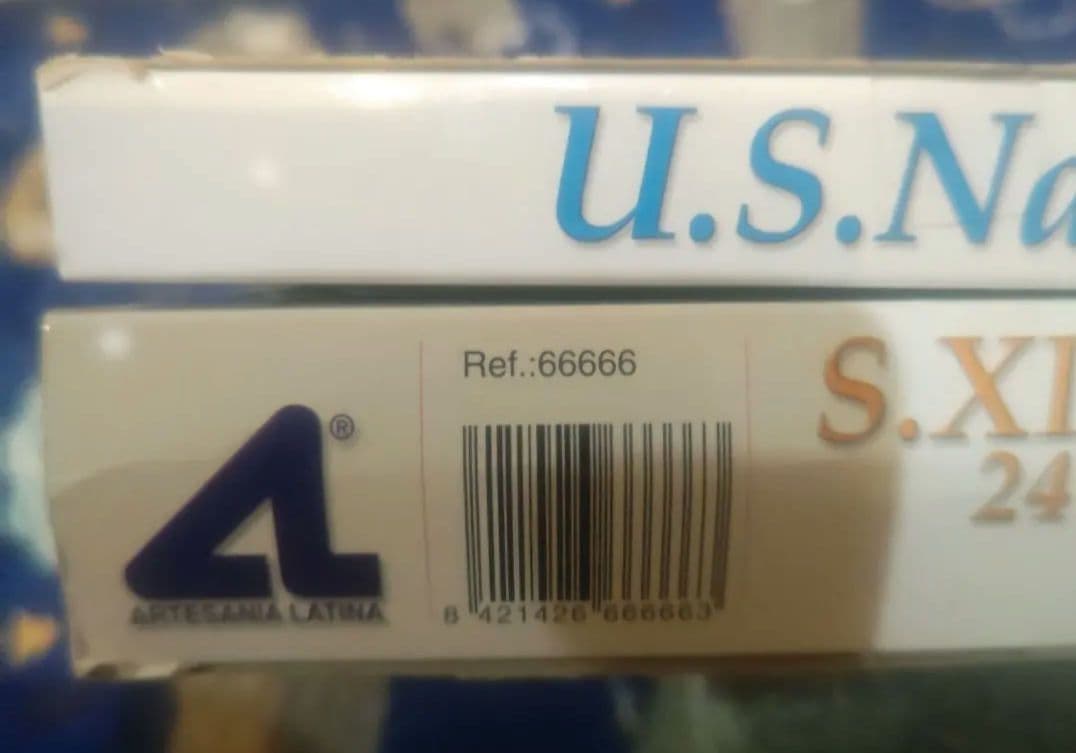 U.S.Na
Ref.:66666
S.XI
24
®
ARTESANIA LATINA
8 421426 666663